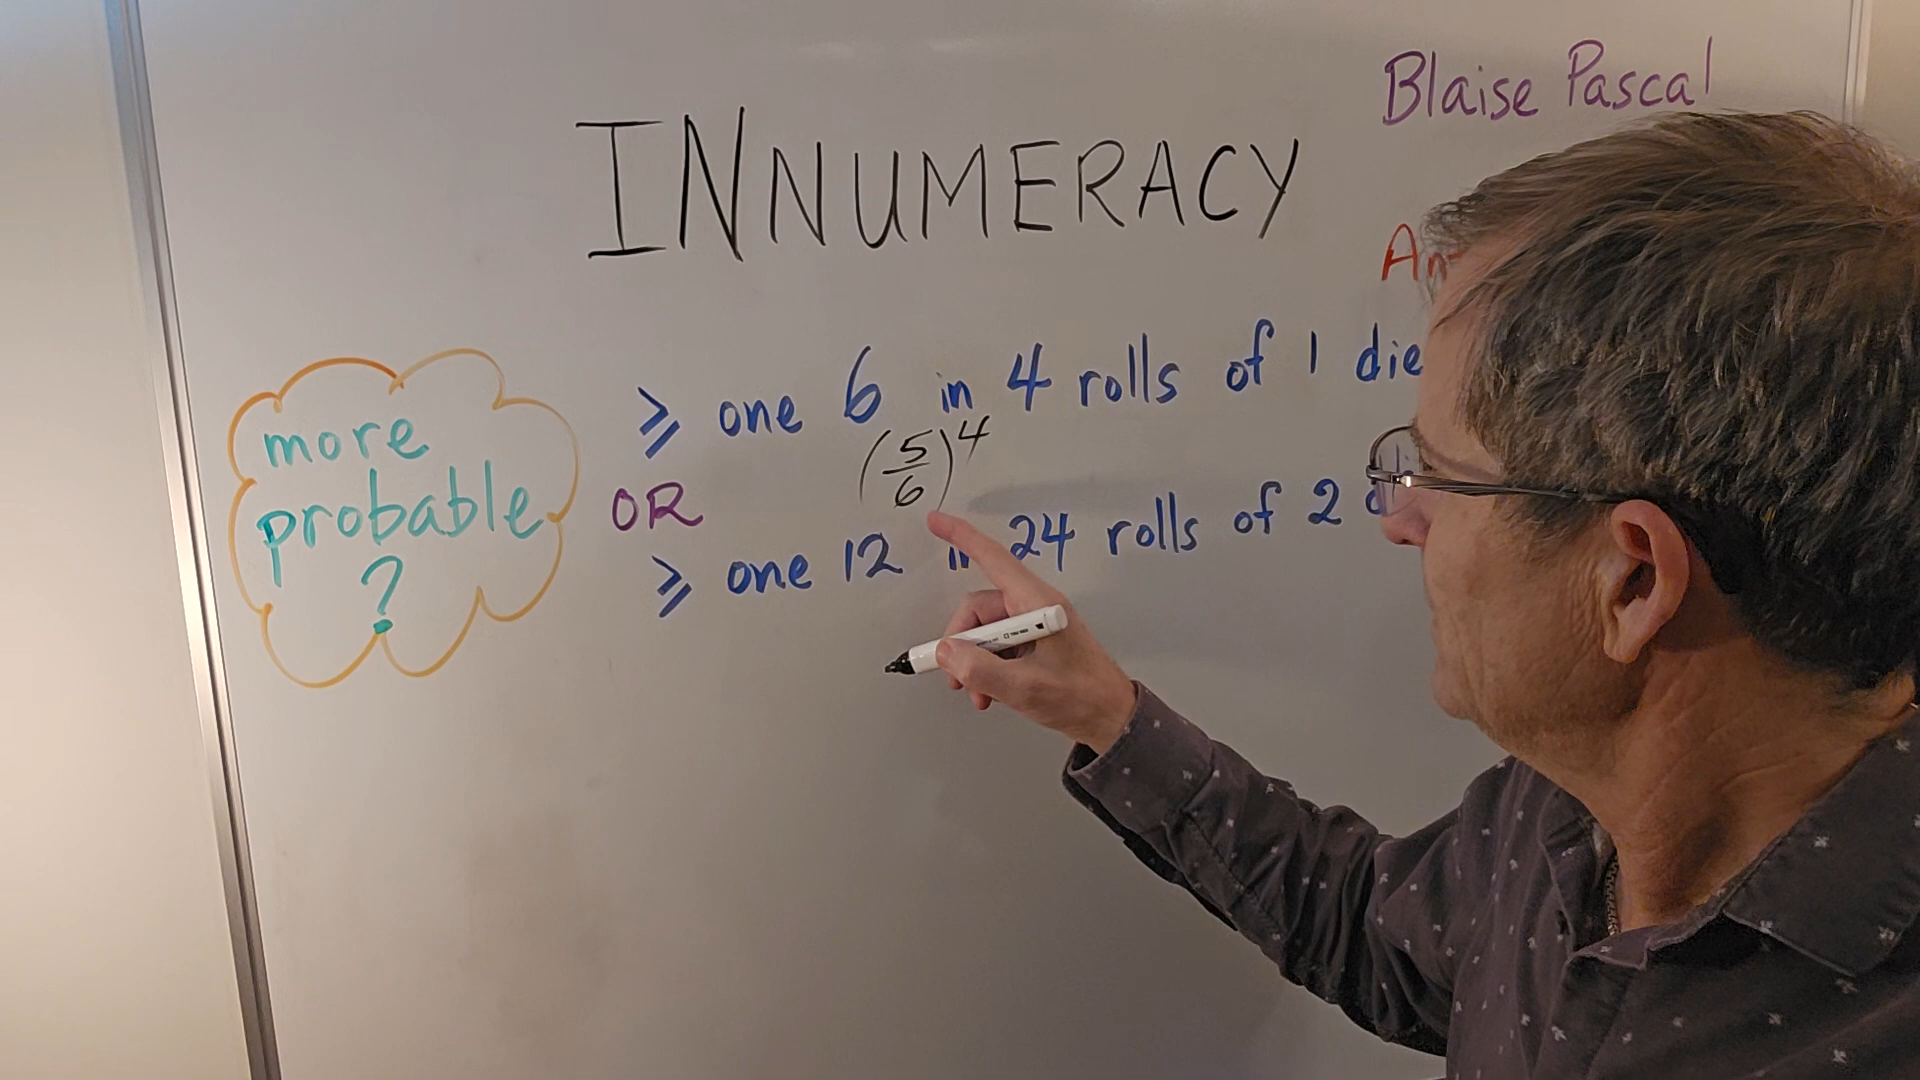 Blaise Pascal
INNUMERACY
⩾ one 6 in 4 rolls of 1 die
(5/6)^4
more
probable
?
OR
⩾ one 12 in 24 rolls of 2